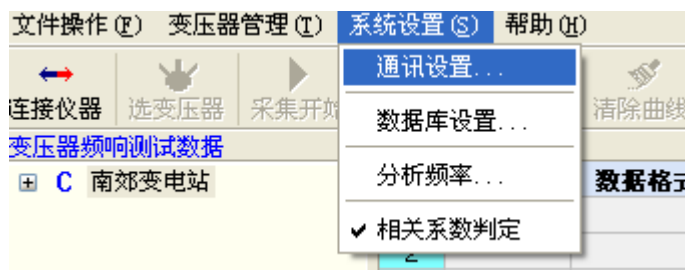 文件操作(F) 变压器管理(T) 系统设置(S) 帮助(H)
通讯设置...
连接仪器 选变压器 采集开始 清除曲线
数据库设置...
变压器频响测试数据
分析频率...
C 南郊变电站 数据格式
相关系数判定
2